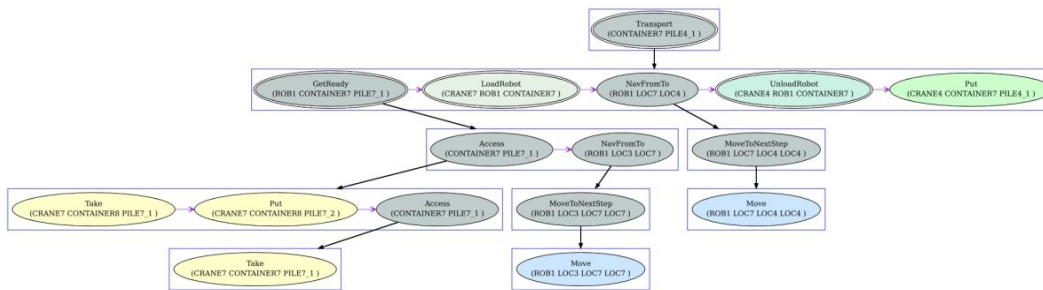 Transport
(CONTAINER7 PILE4_1 )
GetReady
(ROB1 CONTAINER7 PILE7_1 )
LoadRobot
(CRANE7 ROB1 CONTAINER7 )
NavFromTo
(ROB1 LOC7 LOC4 )
UnloadRobot
(CRANE4 ROB1 CONTAINER7 )
Put
(CRANE4 CONTAINER7 PILE4_1 )
Access
(CONTAINER7 PILE7_1 )
NavFromTo
(ROB1 LOC3 LOC7 )
MoveToNextStep
(ROB1 LOC7 LOC4 LOC4 )
Take
(CRANE7 CONTAINER8 PILE7_1 )
Put
(CRANE7 CONTAINER8 PILE7_2 )
Access
(CONTAINER7 PILE7_1 )
MoveToNextStep
(ROB1 LOC3 LOC7 LOC7 )
Move
(ROB1 LOC7 LOC4 LOC4 )
Take
(CRANE7 CONTAINER7 PILE7_1 )
Move
(ROB1 LOC3 LOC7 LOC7 )